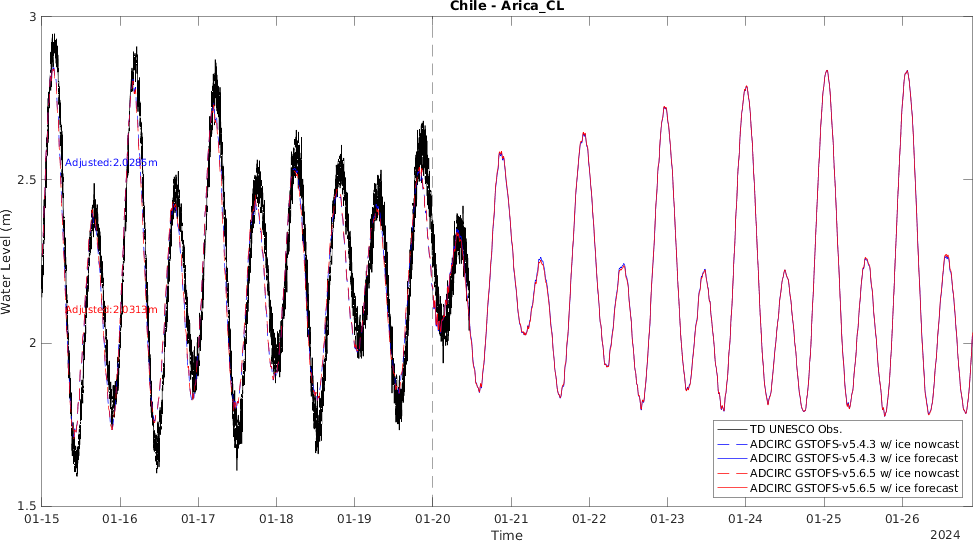 Chile - Arica_CL
3
2.5
2
1.5
Water Level (m)
Adjusted:2.0285m
Adjusted:2.0313m
TD UNESCO Obs.
ADCIRC GSTOFS-v5.4.3 w/ ice nowcast
ADCIRC GSTOFS-v5.4.3 w/ ice forecast
ADCIRC GSTOFS-v5.6.5 w/ ice nowcast
ADCIRC GSTOFS-v5.6.5 w/ ice forecast
01-15 01-16 01-17 01-18 01-19 01-20 01-21 01-22 01-23 01-24 01-25 01-26
Time
2024